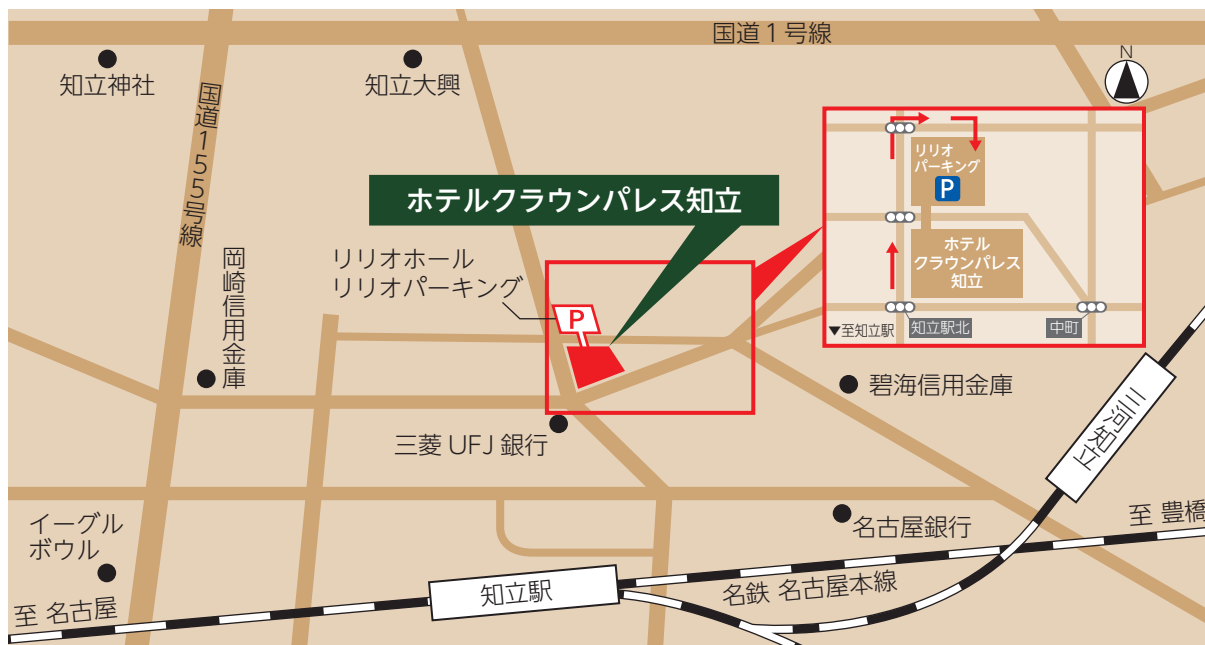 国道1号線
N
知立神社
知立大興
国道155号線
リリオ
パーキング
P
ホテルクラウンパレス知立
ホテル
クラウンパレス
知立
リリオホール
リリオパーキング
P
岡崎信用金庫
▼至知立駅
知立駅北
中町
碧海信用金庫
三菱UFJ銀行
三河知立
イーグル
ボウル
名古屋銀行
至 豊橋
知立駅
名鉄 名古屋本線
至 名古屋